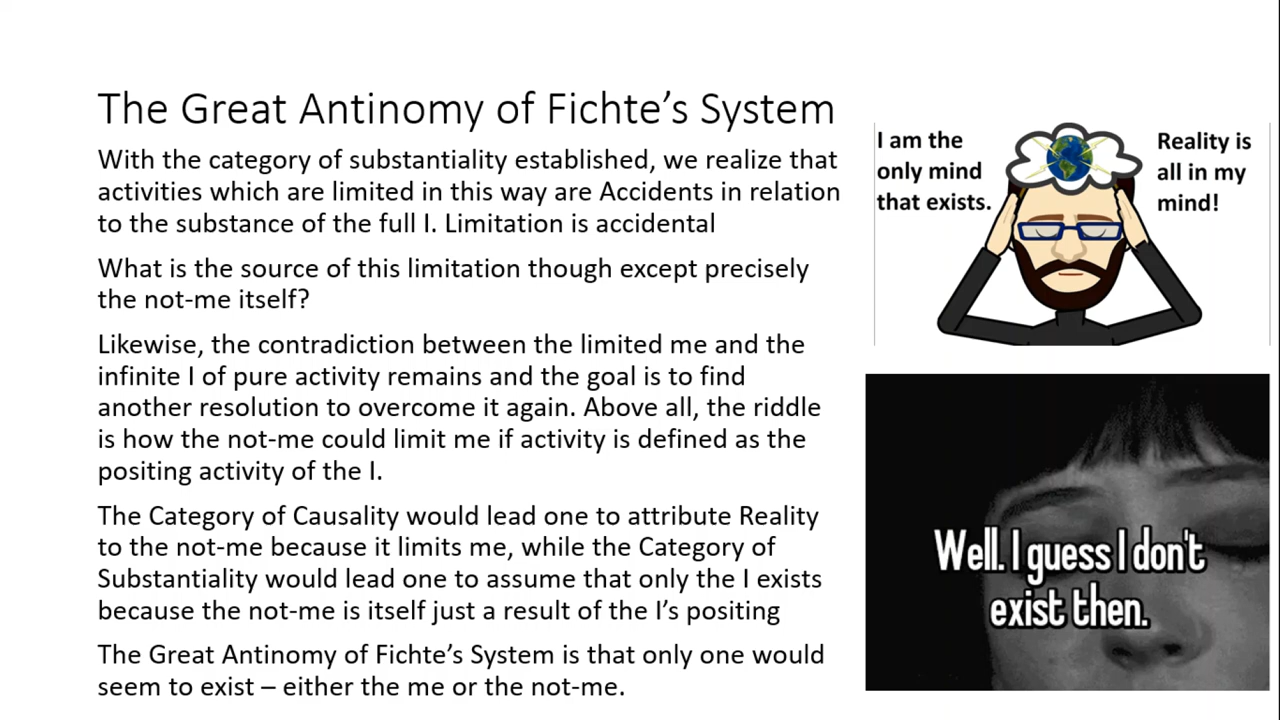 The Great Antinomy of Fichte's System
With the category of substantiality established, we realize that
activities which are limited in this way are Accidents in relation
to the substance of the full I. Limitation is accidental
What is the source of this limitation though except precisely
the not-me itself?
Likewise, the contradiction between the limited me and the
infinite I of pure activity remains and the goal is to find
another resolution to overcome it again. Above all, the riddle
is how the not-me could limit me if activity is defined as the
positing activity of the I.
The Category of Causality would lead one to attribute Reality
to the not-me because it limits me, while the Category of
Substantiality would lead one to assume that only the I exists
because the not-me is itself just a result of the I's positing
The Great Antinomy of Fichte's System is that only one would
seem to exist – either the me or the not-me.
I am the
only mind
that exists.
Reality is
all in my
mind!
Well. I guess I don't
exist then.